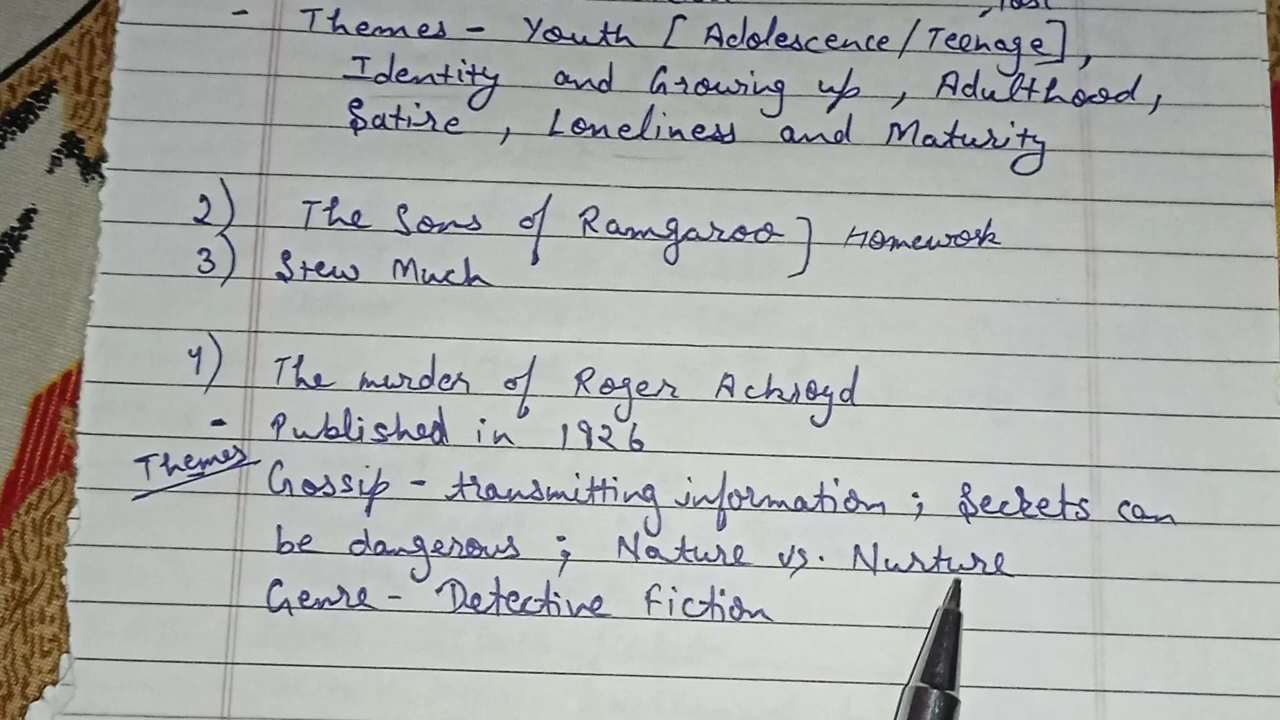 - Themes - Youth [Adolescence/Teenage],
Identity and Growing up, Adulthood,
Satire, Loneliness and Maturity
2) The Sons of Ramgaroo ] Homework
3) Stew Much
4) The murder of Roger Ackroyd
- Published in 1926
Themes Gossip - transmitting information; Seckets can
be dangerous; Nature vs. Nurture
Genre - Detective fiction